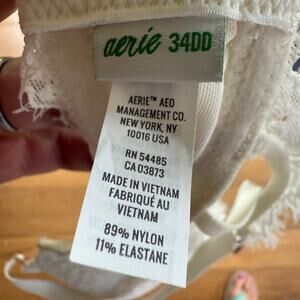 aerie 34DD
AERIE™ AEO
MANAGEMENT CO.
NEW YORK, NY
10016 USA
RN 54485
CA 03873
MADE IN VIETNAM
FABRIQUÉ AU
VIETNAM
89% NYLON
11% ELASTANE